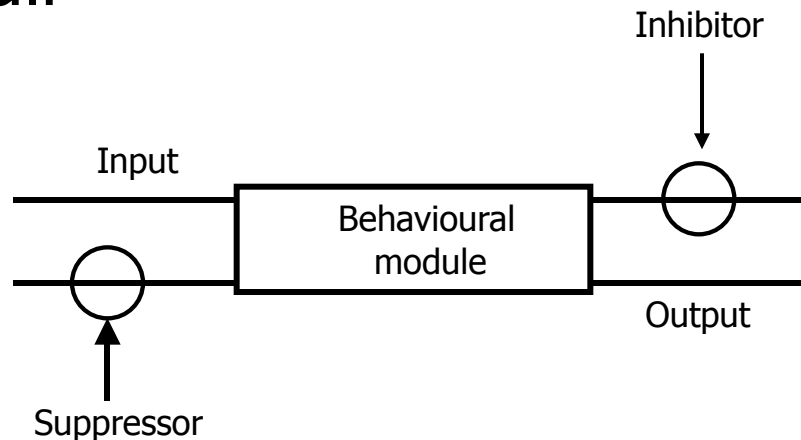 Inhibitor
Input
Behavioural
module
Output
Suppressor